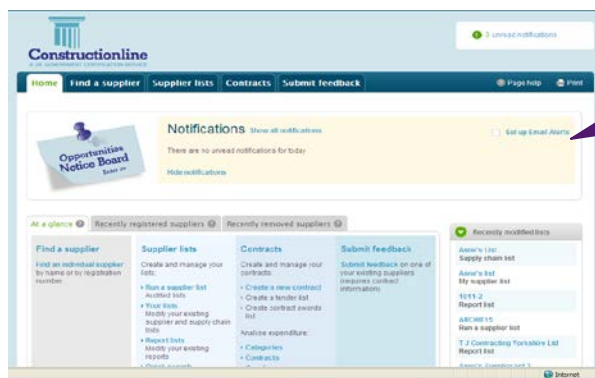 Constructionline
A UK GOVERNMENT CERTIFICATION SERVICE
3 unread notifications
Home Find a supplier Supplier lists Contracts Submit feedback
Page help Print
Opportunities
Notice Board
Enter >>
Notifications Show all notifications
There are no unread notifications for today
Hide notifications
Set up Email Alerts
At a glance Recently registered suppliers Recently removed suppliers
Find a supplier
Find an individual supplier
by name or by registration
number
Supplier lists
Create and manage your
lists:
Run a supplier list
Audited lists
Your lists
Modify your existing
supplier and supply chain
lists
Report lists
Modify your existing
reports
Contracts
Create and manage your
contracts:
Create a new contract
Create a tender list
Create contract awards
list
Analyse expenditure:
Categories
Contracts
Submit feedback
Submit feedback on one of
your existing suppliers
(requires contract
information)
Recently modified lists
Anne's List
Supply chain list
Anne's list
My supplier list
1011-2
Report list
ARCHIE15
Run a supplier list
T J Contracting Yorkshire Ltd
Report list
Internet